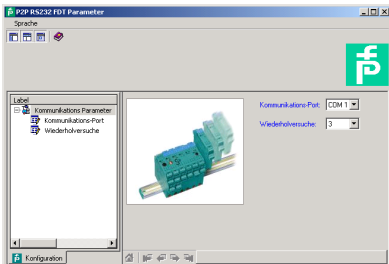 P2P RS232 FDT Parameter
Sprache
Label
Kommunikations Parameter
Kommunikations-Port
Wiederholversuche
Kommunikations-Port: COM 1
Wiederholversuche: 3
Konfiguration